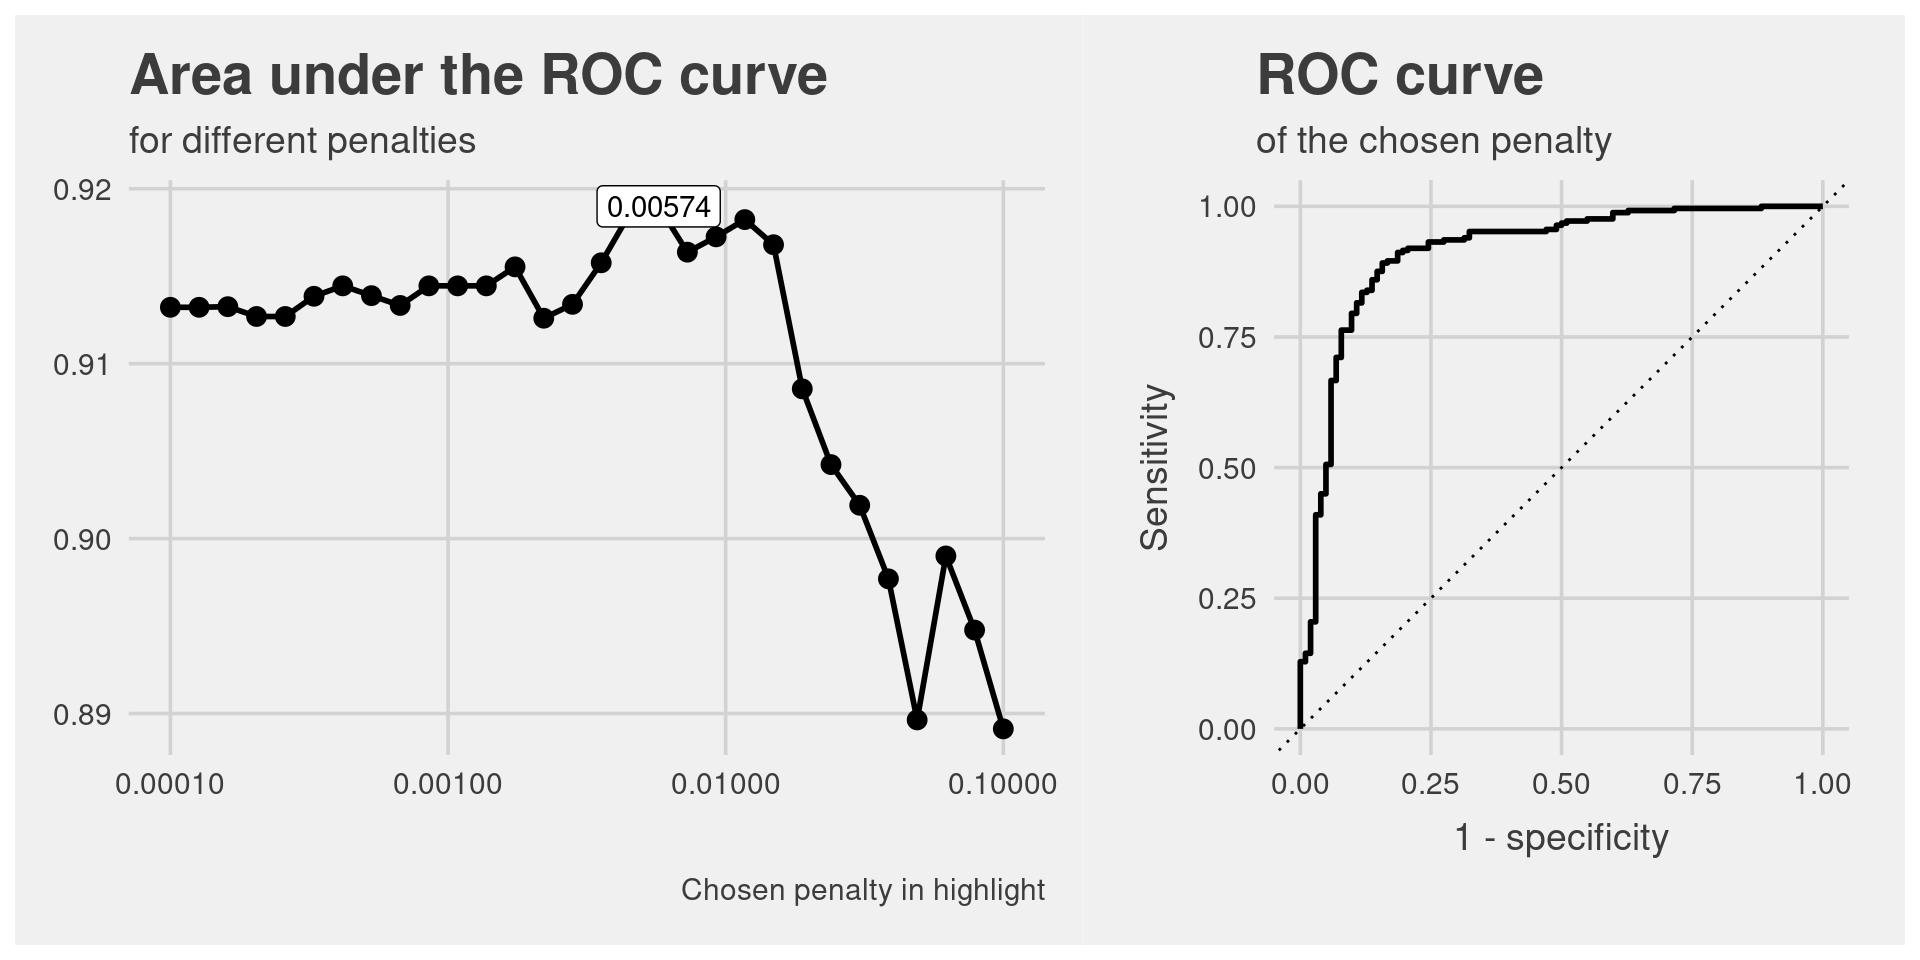 Area under the ROC curve
for different penalties
0.92
0.91
0.90
0.89
0.00574
0.00010 0.00100 0.01000 0.10000
Chosen penalty in highlight
ROC curve
of the chosen penalty
Sensitivity
1.00
0.75
0.50
0.25
0.00
0.00 0.25 0.50 0.75 1.00
1 - specificity